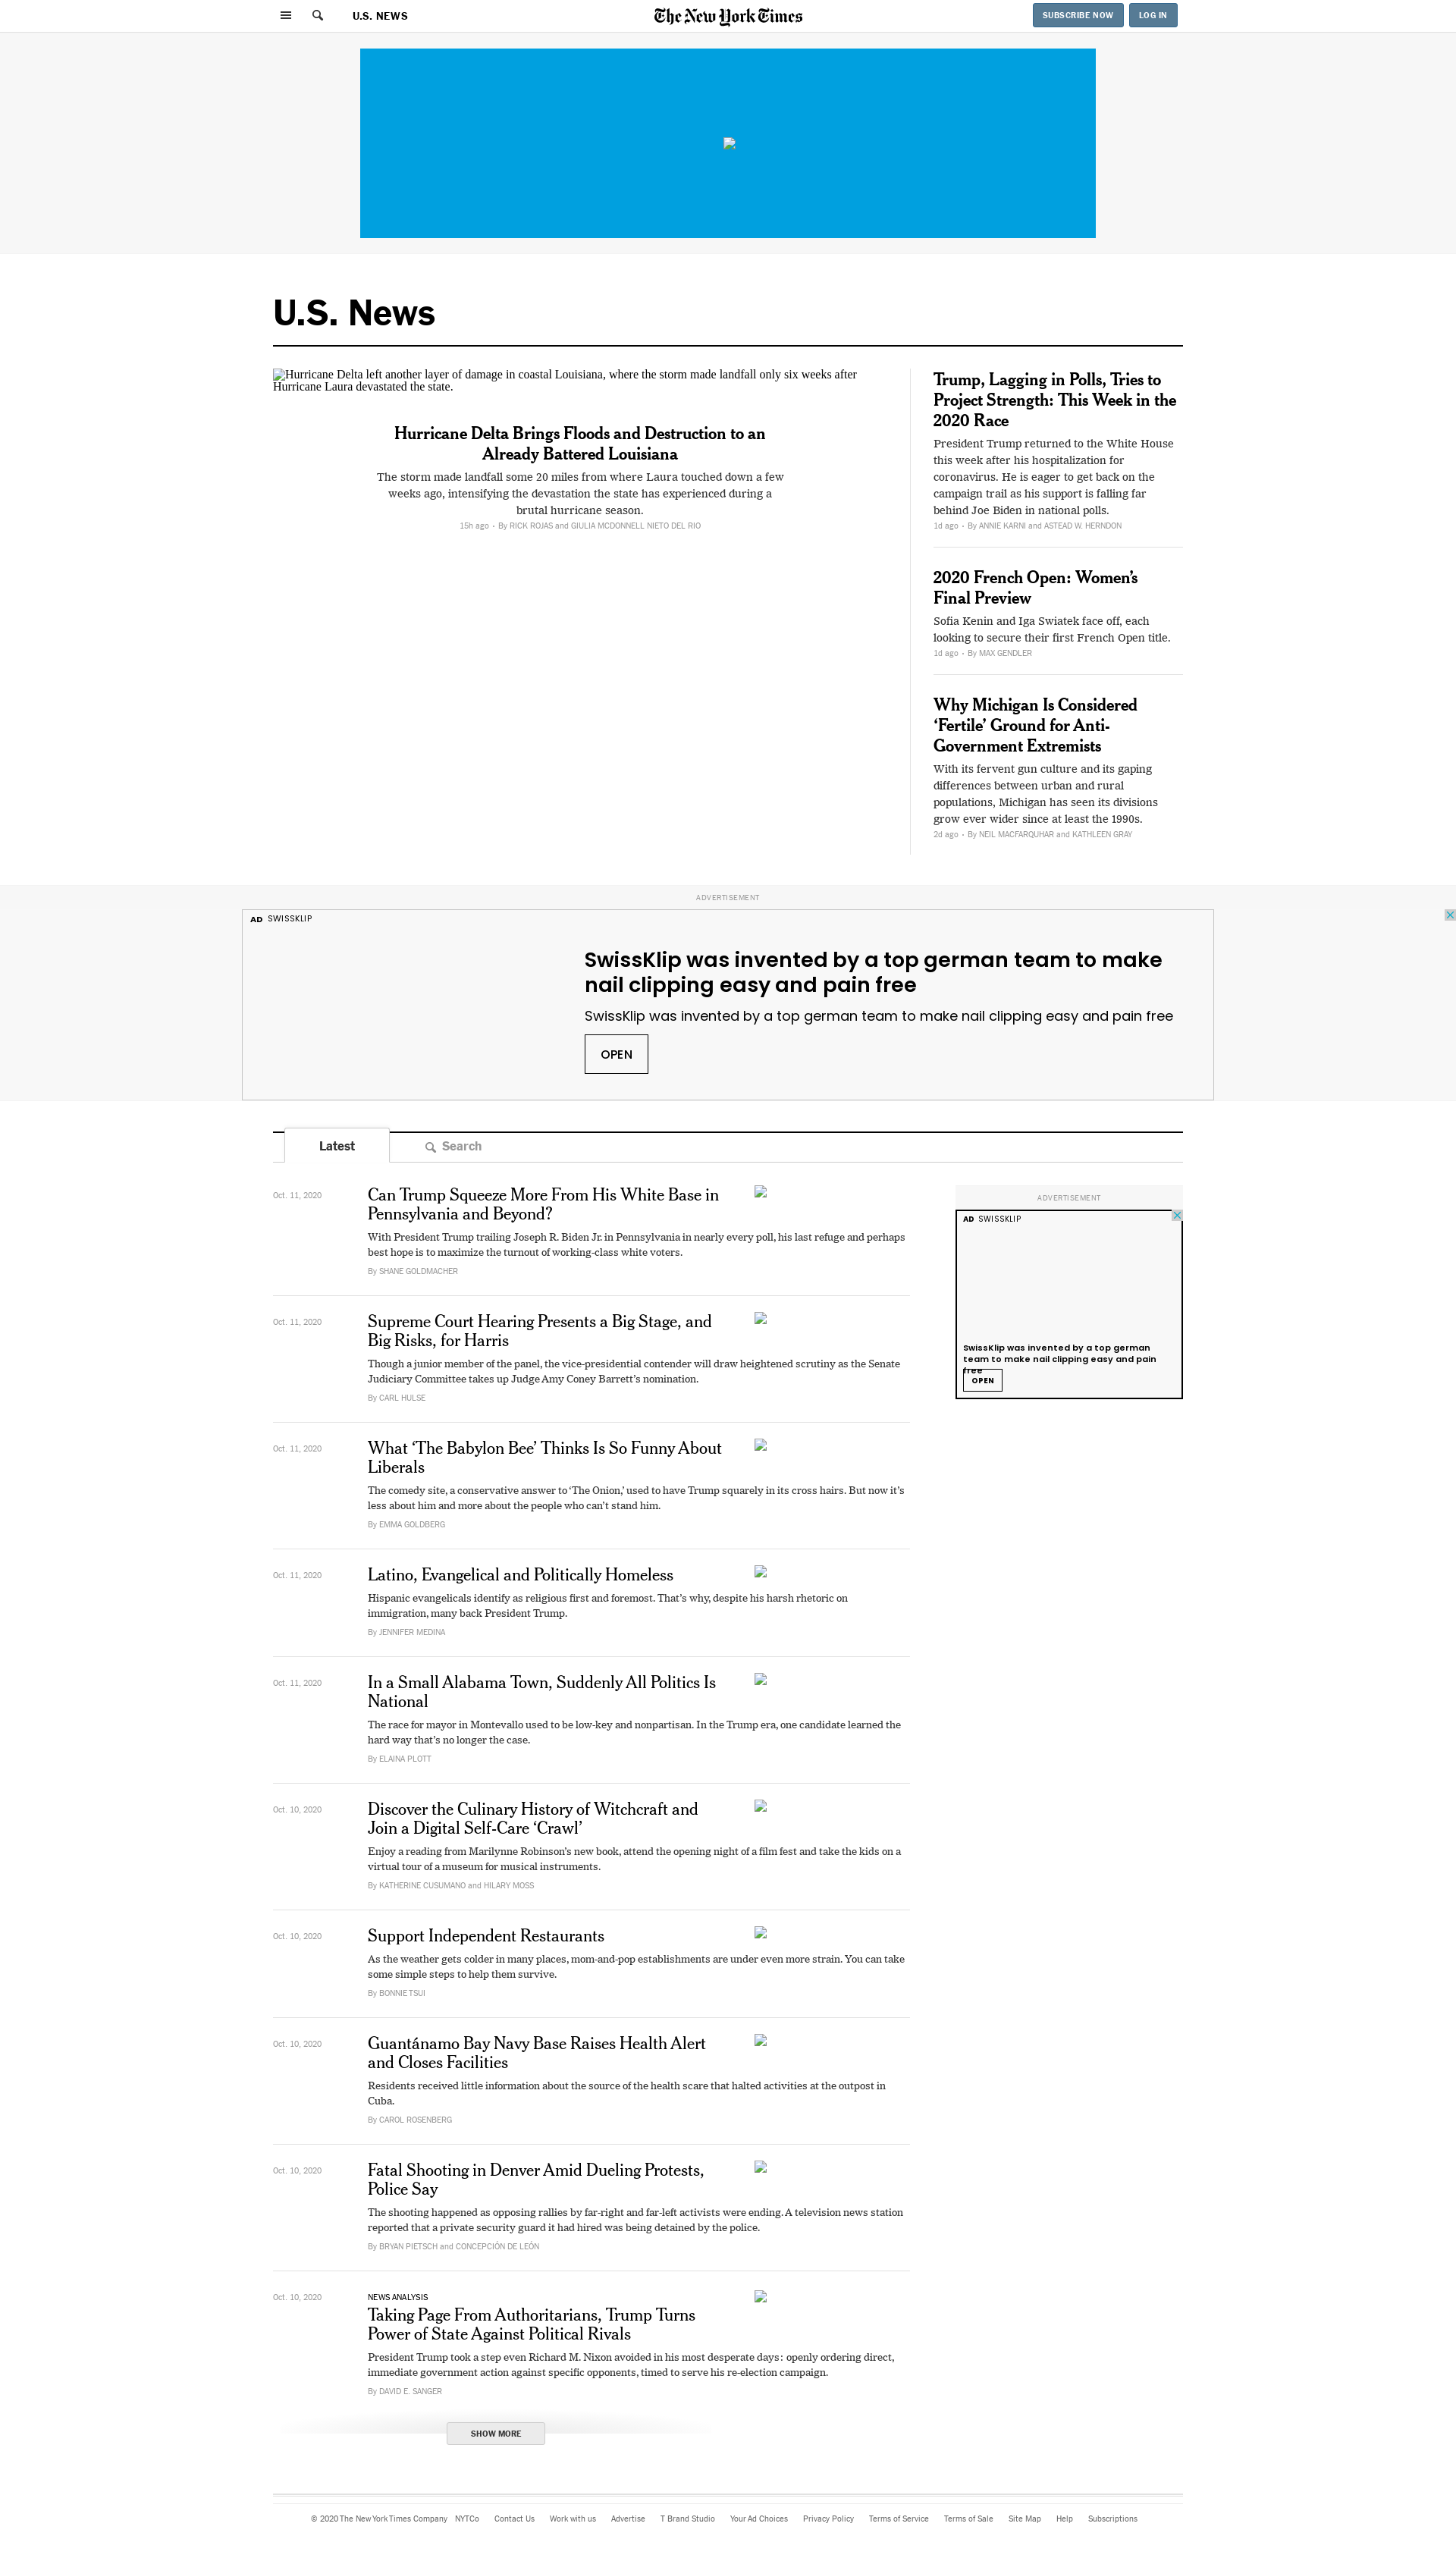 U.S. NEWS
The New York Times
SUBSCRIBE NOW
LOG IN
U.S. News
Hurricane Delta left another layer of damage in coastal Louisiana, where the storm made landfall only six weeks after
Hurricane Laura devastated the state.
Hurricane Delta Brings Floods and Destruction to an
Already Battered Louisiana
The storm made landfall some 20 miles from where Laura touched down a few
weeks ago, intensifying the devastation the state has experienced during a
brutal hurricane season.
15h ago • By RICK ROJAS and GIULIA MCDONNELL NIETO DEL RIO
Trump, Lagging in Polls, Tries to
Project Strength: This Week in the
2020 Race
President Trump returned to the White House
this week after his hospitalization for
coronavirus. He is eager to get back on the
campaign trail as his support is falling far
behind Joe Biden in national polls.
1d ago • By ANNIE KARNI and ASTEAD W. HERNDON
2020 French Open: Women’s
Final Preview
Sofia Kenin and Iga Swiatek face off, each
looking to secure their first French Open title.
1d ago • By MAX GENDLER
Why Michigan Is Considered
‘Fertile’ Ground for Anti-
Government Extremists
With its fervent gun culture and its gaping
differences between urban and rural
populations, Michigan has seen its divisions
grow ever wider since at least the 1990s.
2d ago • By NEIL MACFARQUHAR and KATHLEEN GRAY
ADVERTISEMENT
AD SWISSKLIP
SwissKlip was invented by a top german team to make
nail clipping easy and pain free
SwissKlip was invented by a top german team to make nail clipping easy and pain free
OPEN
Latest
Search
Oct. 11, 2020
Can Trump Squeeze More From His White Base in
Pennsylvania and Beyond?
With President Trump trailing Joseph R. Biden Jr. in Pennsylvania in nearly every poll, his last refuge and perhaps
best hope is to maximize the turnout of working-class white voters.
By SHANE GOLDMACHER
ADVERTISEMENT
AD SWISSKLIP
SwissKlip was invented by a top german
team to make nail clipping easy and pain
free
OPEN
Oct. 11, 2020
Supreme Court Hearing Presents a Big Stage, and
Big Risks, for Harris
Though a junior member of the panel, the vice-presidential contender will draw heightened scrutiny as the Senate
Judiciary Committee takes up Judge Amy Coney Barrett’s nomination.
By CARL HULSE
Oct. 11, 2020
What ‘The Babylon Bee’ Thinks Is So Funny About
Liberals
The comedy site, a conservative answer to ‘The Onion,’ used to have Trump squarely in its cross hairs. But now it’s
less about him and more about the people who can’t stand him.
By EMMA GOLDBERG
Oct. 11, 2020
Latino, Evangelical and Politically Homeless
Hispanic evangelicals identify as religious first and foremost. That’s why, despite his harsh rhetoric on
immigration, many back President Trump.
By JENNIFER MEDINA
Oct. 11, 2020
In a Small Alabama Town, Suddenly All Politics Is
National
The race for mayor in Montevallo used to be low-key and nonpartisan. In the Trump era, one candidate learned the
hard way that’s no longer the case.
By ELAINA PLOTT
Oct. 10, 2020
Discover the Culinary History of Witchcraft and
Join a Digital Self-Care ‘Crawl’
Enjoy a reading from Marilynne Robinson’s new book, attend the opening night of a film fest and take the kids on a
virtual tour of a museum for musical instruments.
By KATHERINE CUSUMANO and HILARY MOSS
Oct. 10, 2020
Support Independent Restaurants
As the weather gets colder in many places, mom-and-pop establishments are under even more strain. You can take
some simple steps to help them survive.
By BONNIE TSUI
Oct. 10, 2020
Guantánamo Bay Navy Base Raises Health Alert
and Closes Facilities
Residents received little information about the source of the health scare that halted activities at the outpost in
Cuba.
By CAROL ROSENBERG
Oct. 10, 2020
Fatal Shooting in Denver Amid Dueling Protests,
Police Say
The shooting happened as opposing rallies by far-right and far-left activists were ending. A television news station
reported that a private security guard it had hired was being detained by the police.
By BRYAN PIETSCH and CONCEPCIÓN DE LEÓN
Oct. 10, 2020
NEWS ANALYSIS
Taking Page From Authoritarians, Trump Turns
Power of State Against Political Rivals
President Trump took a step even Richard M. Nixon avoided in his most desperate days: openly ordering direct,
immediate government action against specific opponents, timed to serve his re-election campaign.
By DAVID E. SANGER
SHOW MORE
© 2020 The New York Times Company NYTCo Contact Us Work with us Advertise T Brand Studio Your Ad Choices Privacy Policy Terms of Service Terms of Sale Site Map Help Subscriptions